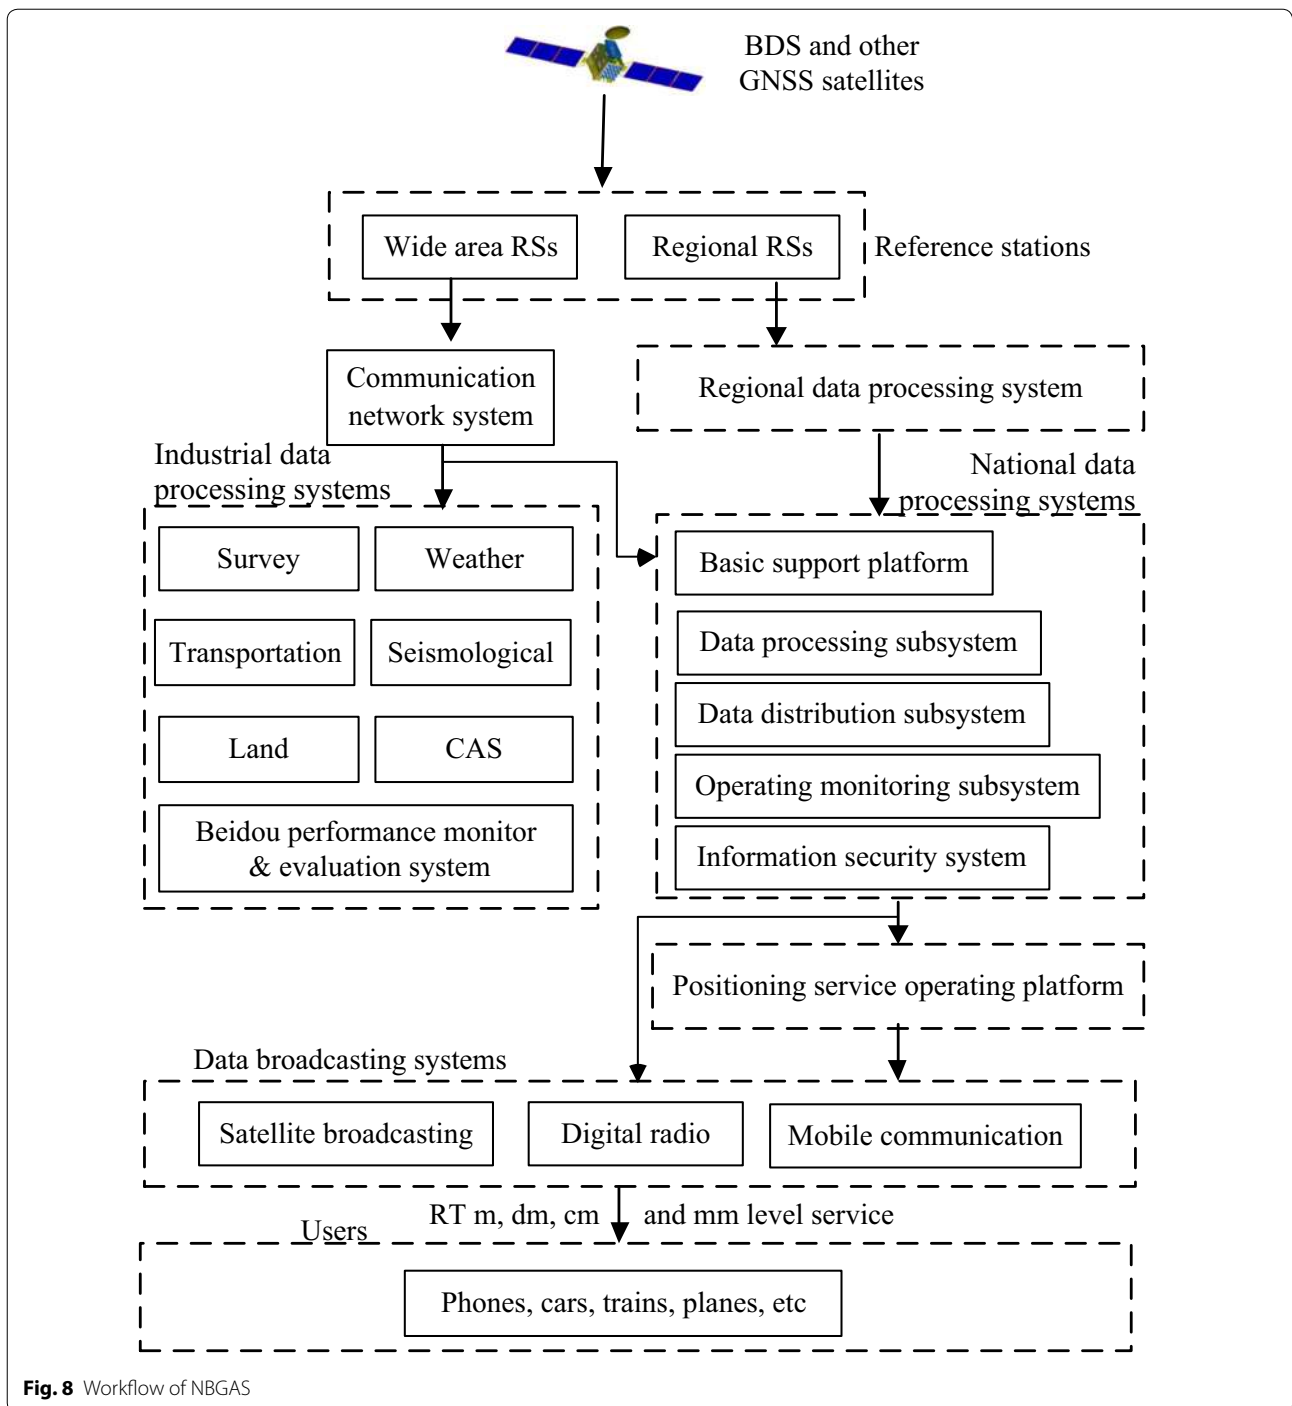 BDS and other
GNSS satellites
Wide area RSs
Regional RSs
Reference stations
Communication
network system
Regional data processing system
Industrial data
processing systems
National data
processing systems
Survey
Weather
Basic support platform
Transportation
Seismological
Data processing subsystem
Data distribution subsystem
Land
CAS
Operating monitoring subsystem
Beidou performance monitor
& evaluation system
Information security system
Positioning service operating platform
Data broadcasting systems
Satellite broadcasting
Digital radio
Mobile communication
RT m, dm, cm and mm level service
Users
Phones, cars, trains, planes, etc
Fig. 8 Workflow of NBGAS